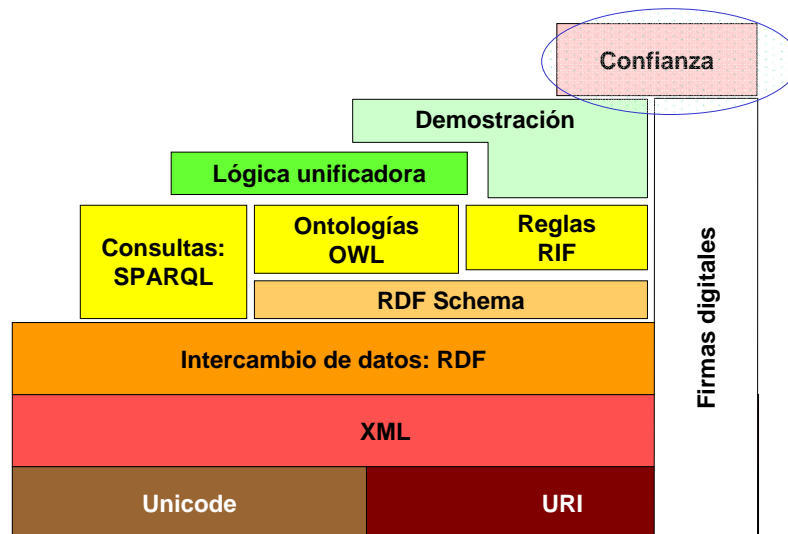 Confianza
Demostración
Lógica unificadora
Consultas:
SPARQL
Ontologías
OWL
Reglas
RIF
RDF Schema
Intercambio de datos: RDF
XML
Unicode
URI
Firmas digitales